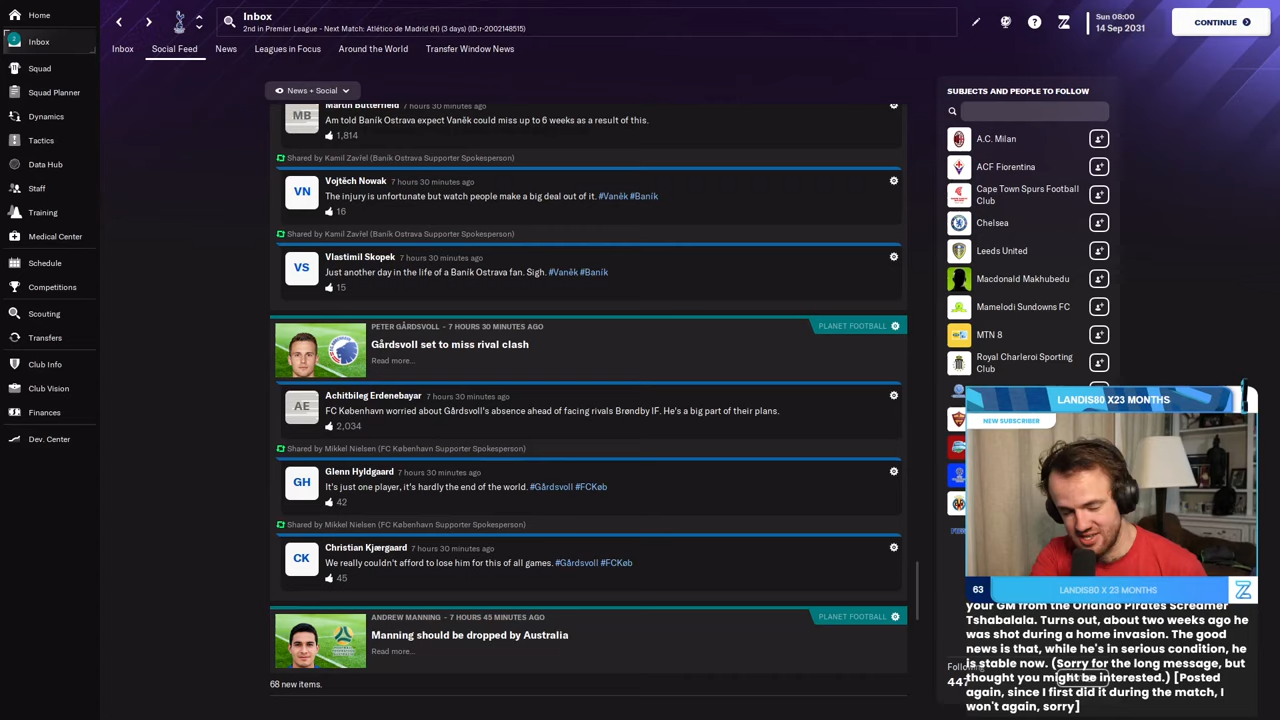 Home
2
Inbox
Squad
Squad Planner
Dynamics
Tactics
Data Hub
Staff
Training
Medical Center
Schedule
Competitions
Scouting
Transfers
Club Info
Club Vision
Finances
Dev. Center
Inbox
2nd in Premier League - Next Match: Atlético de Madrid (H) (3 days) (ID:r-2002148515)
Sun 08:00
14 Sep 2031
CONTINUE
Inbox
Social Feed
News
Leagues in Focus
Around the World
Transfer Window News
News + Social
MB
Martin Butterfield 7 hours 30 minutes ago
Am told Baník Ostrava expect Vaněk could miss up to 6 weeks as a result of this.
1,814
Shared by Kamil Zavřel (Baník Ostrava Supporter Spokesperson)
VN
Vojtěch Nowak 7 hours 30 minutes ago
The injury is unfortunate but watch people make a big deal out of it. #Vaněk #Baník
16
Shared by Kamil Zavřel (Baník Ostrava Supporter Spokesperson)
VS
Vlastimil Skopek 7 hours 30 minutes ago
Just another day in the life of a Baník Ostrava fan. Sigh. #Vaněk #Baník
15
PETER GÅRDSVOLL - 7 HOURS 30 MINUTES AGO
PLANET FOOTBALL
Gårdsvoll set to miss rival clash
Read more...
AE
Achitbileg Erdenebayar 7 hours 30 minutes ago
FC København worried about Gårdsvoll's absence ahead of facing rivals Brøndby IF. He's a big part of their plans.
2,034
Shared by Mikkel Nielsen (FC København Supporter Spokesperson)
GH
Glenn Hyldgaard 7 hours 30 minutes ago
It's just one player, it's hardly the end of the world. #Gårdsvoll #FCKøb
42
Shared by Mikkel Nielsen (FC København Supporter Spokesperson)
CK
Christian Kjærgaard 7 hours 30 minutes ago
We really couldn't afford to lose him for this of all games. #Gårdsvoll #FCKøb
45
ANDREW MANNING - 7 HOURS 45 MINUTES AGO
PLANET FOOTBALL
Manning should be dropped by Australia
Read more...
68 new items.
SUBJECTS AND PEOPLE TO FOLLOW
A.C. Milan
ACF Fiorentina
Cape Town Spurs Football
Club
Chelsea
Leeds United
Macdonald Makhubedu
Mamelodi Sundowns FC
MTN 8
Royal Charleroi Sporting
Club
LANDIS80 X23 MONTHS
NEW SUBSCRIBER
63
LANDIS80 X 23 MONTHS
your GM from the Orlando Pirates Screamer
Tshabalala. Turns out, about two weeks ago he
was shot during a home invasion. The good
news is that, while he's in serious condition, he
is stable now. (Sorry for the long message, but
thought you might be interested.) [Posted
again, since I first did it during the match, I
won't again, sorry]
Following
447